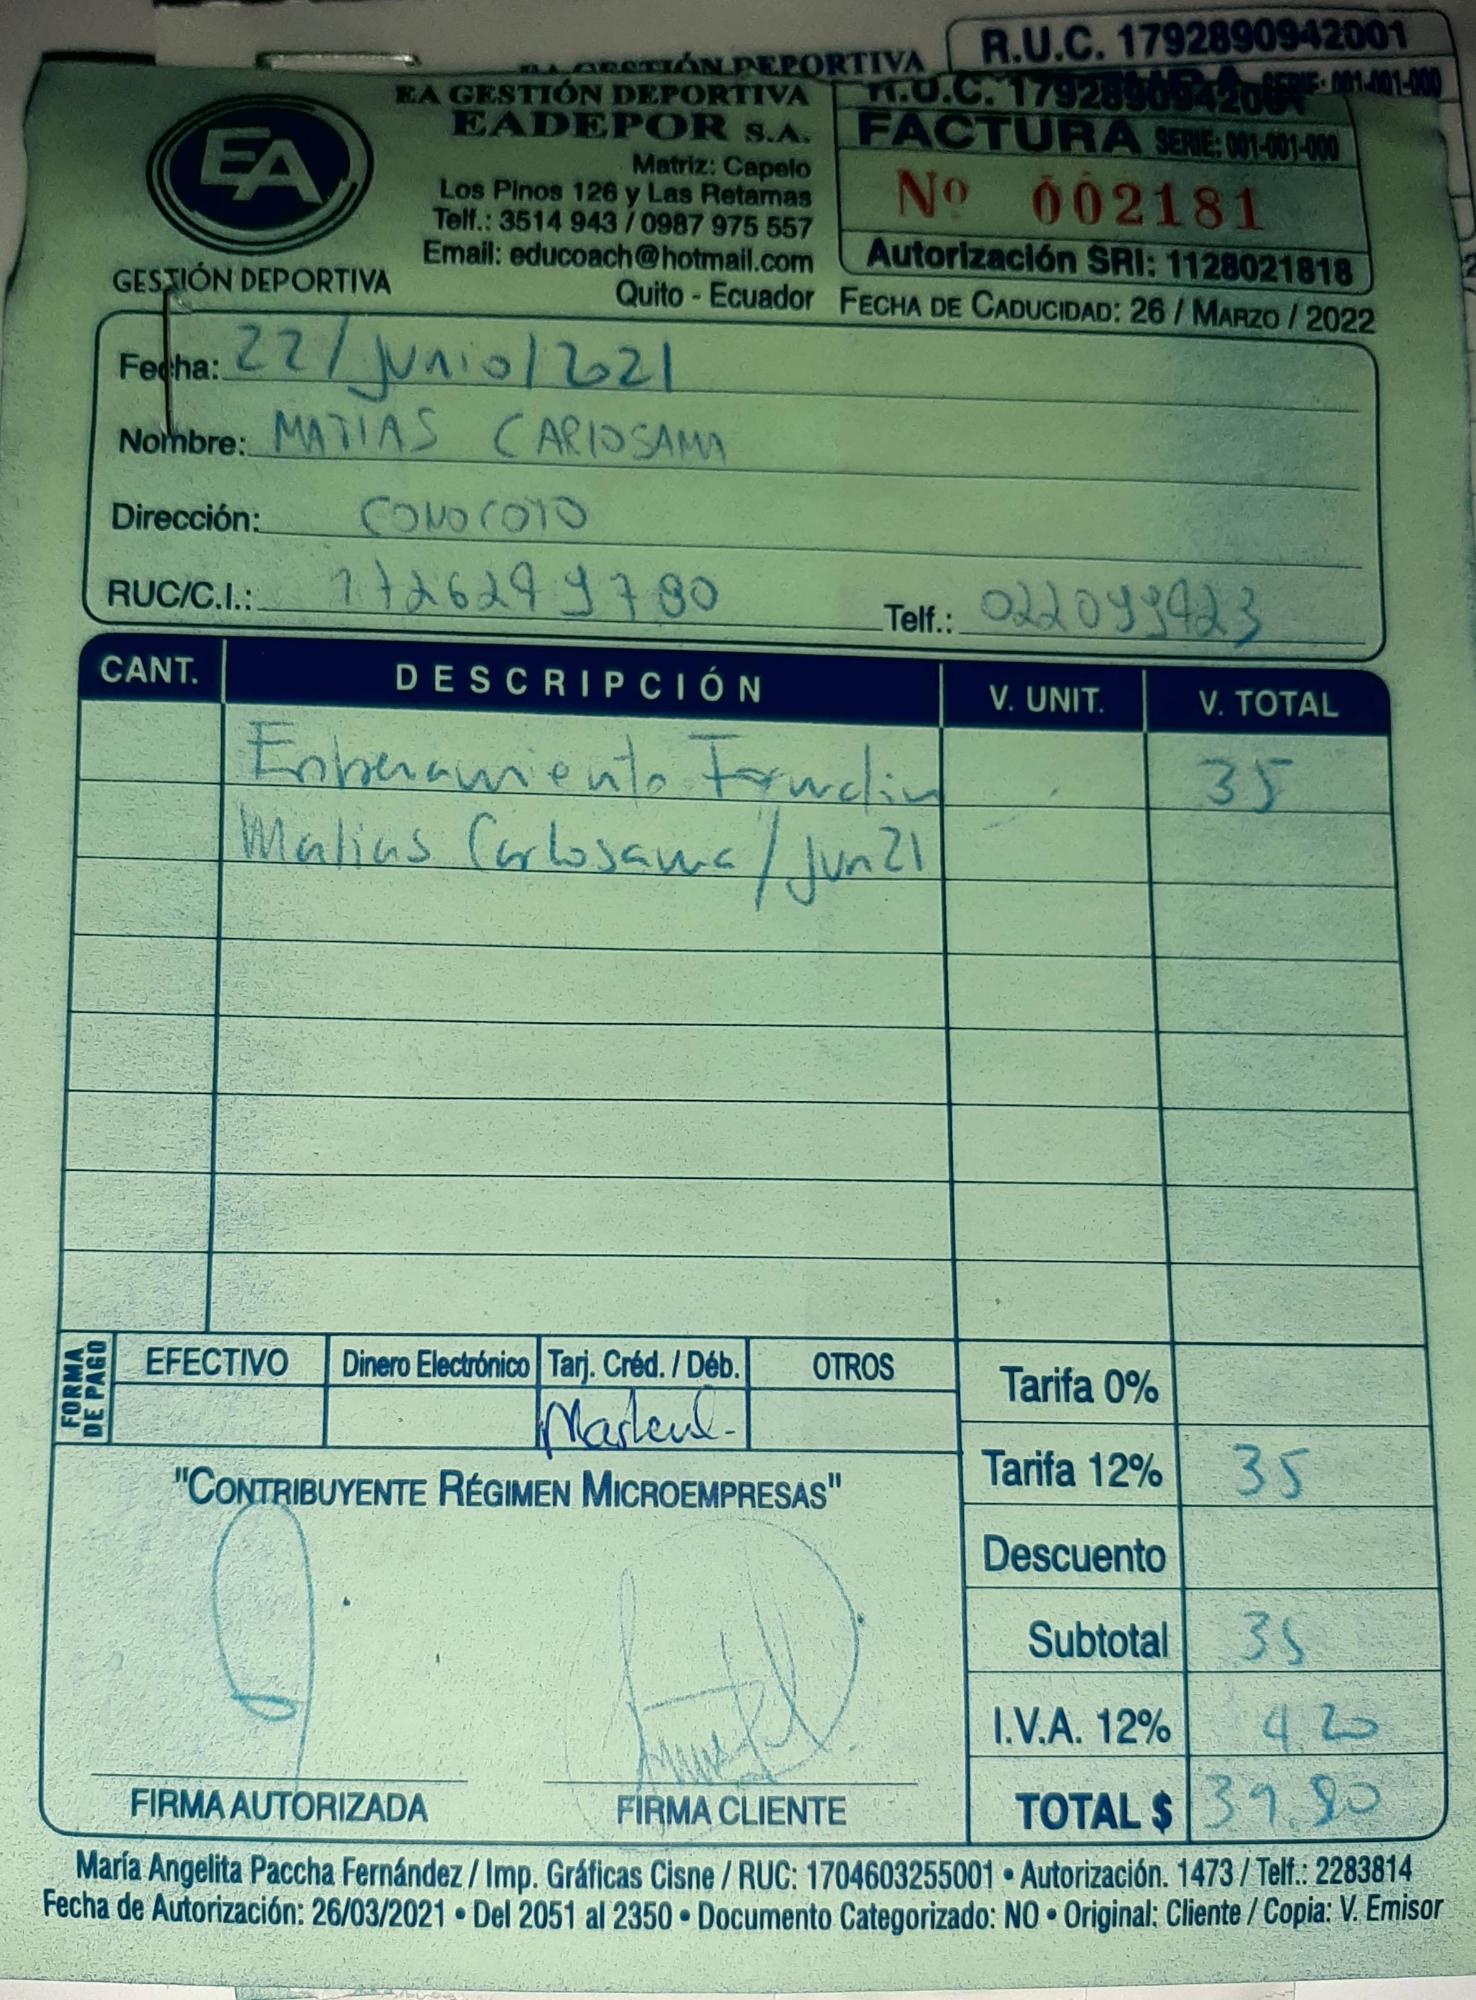 R.U.C. 1792890942001
EA GESTIÓN DEPORTIVA
SERIE: 001-001-000
EA GESTIÓN DEPORTIVA
EADEPOR S.A.
Matriz: Capelo
Los Pinos 126 y Las Retamas
Telf.: 3514 943 / 0987 975 557
Email: educoach@hotmail.com
Quito - Ecuador
EA
GESTIÓN DEPORTIVA
R.U.C. 1792890942001
FACTURA SERIE: 001-001-000
Nº 002181
Autorización SRI: 1128021818
FECHA DE CADUCIDAD: 26 / MARZO / 2022
Fecha: 22/junio/2021
Nombre: MATIAS CARLOSAMA
Dirección: CONOCOTO
RUC/C.I.: 1726299780 Telf.: 022099423
CANT. DESCRIPCIÓN V. UNIT. V. TOTAL
Entrenamiento 35
Matias Carlosama / Jun 21
FORMA DE PAGO
EFECTIVO Dinero Electrónico Tarj. Créd. / Déb. OTROS
Tarifa 0%
Tarifa 12% 35
"CONTRIBUYENTE RÉGIMEN MICROEMPRESAS"
Descuento
Subtotal 35
I.V.A. 12% 4.20
TOTAL $ 39.20
FIRMA AUTORIZADA FIRMA CLIENTE
María Angelita Paccha Fernández / Imp. Gráficas Cisne / RUC: 1704603255001 • Autorización. 1473 / Telf.: 2283814
Fecha de Autorización: 26/03/2021 • Del 2051 al 2350 • Documento Categorizado: NO • Original: Cliente / Copia: V. Emisor